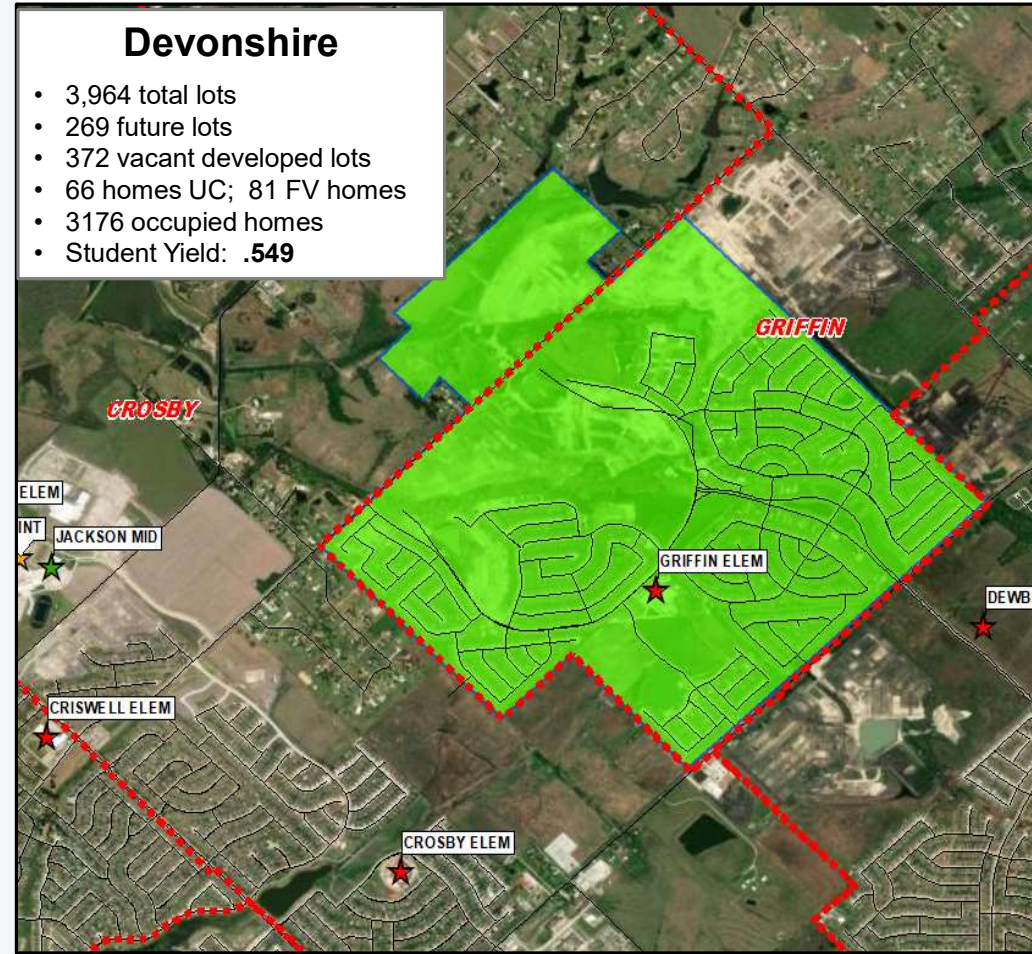 Devonshire
• 3,964 total lots
• 269 future lots
• 372 vacant developed lots
• 66 homes UC; 81 FV homes
• 3176 occupied homes
• Student Yield: .549
GRIFFIN
CROSBY
ELEM
INT
JACKSON MID
GRIFFIN ELEM
DEWB
CRISWELL ELEM
CROSBY ELEM